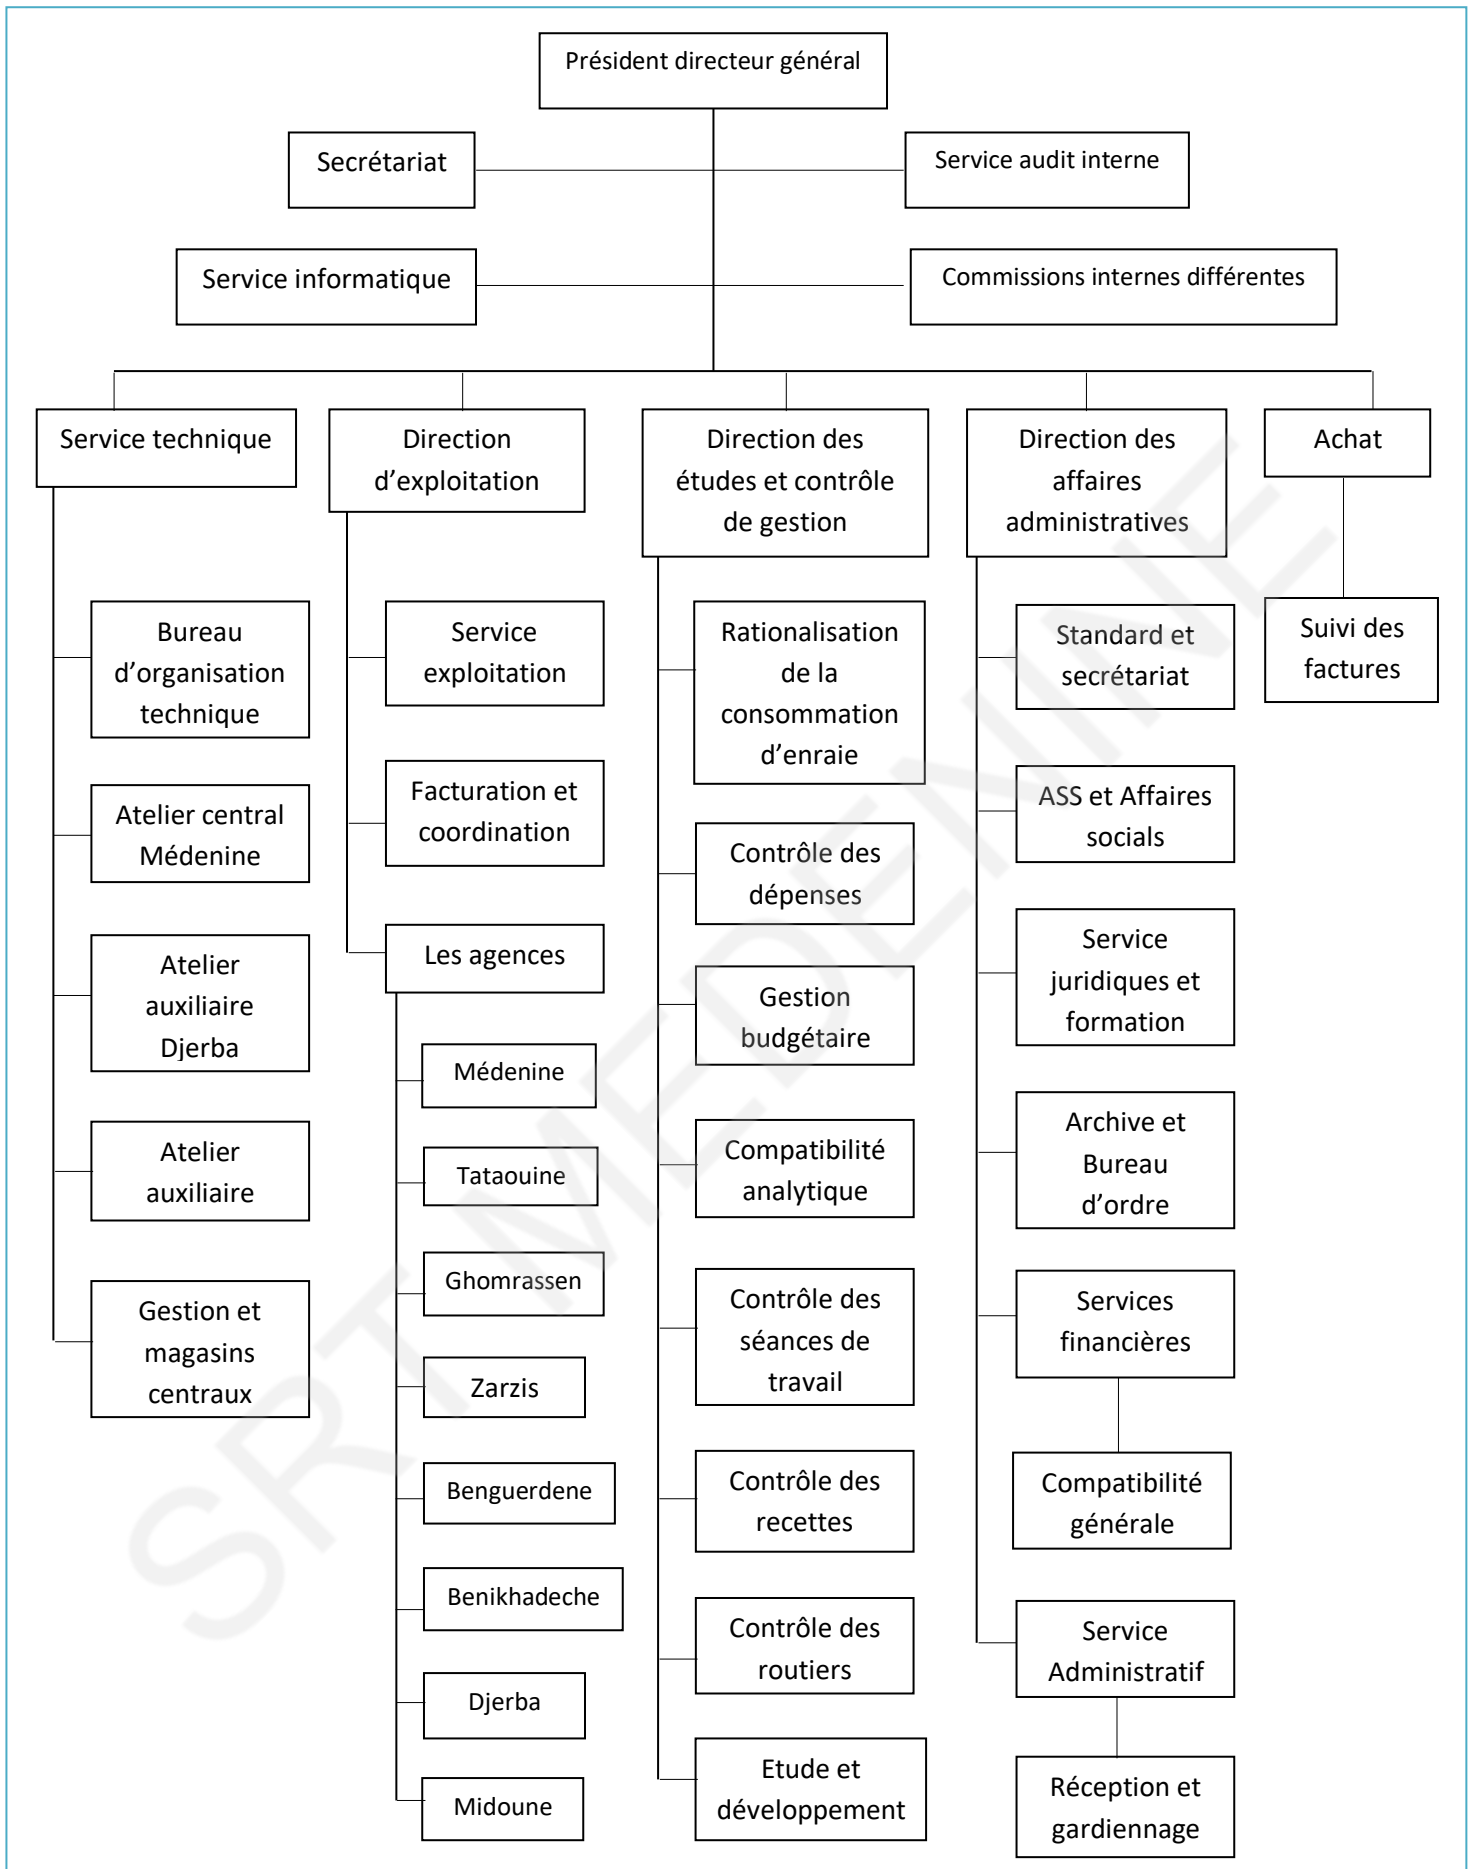 Président directeur général
Secrétariat
Service audit interne
Service informatique
Commissions internes différentes
Service technique
Direction
d’exploitation
Direction des
études et contrôle
de gestion
Direction des
affaires
administratives
Achat
Bureau
d’organisation
technique
Atelier central
Médenine
Atelier
auxiliaire
Djerba
Atelier
auxiliaire
Gestion et
magasins
centraux
Service
exploitation
Facturation et
coordination
Les agences
Médenine
Tataouine
Ghomrassen
Zarzis
Benguerdene
Benikhadeche
Djerba
Midoune
Rationalisation
de la
consommation
d’enraie
Contrôle des
dépenses
Gestion
budgétaire
Compatibilité
analytique
Contrôle des
séances de
travail
Contrôle des
recettes
Contrôle des
routiers
Etude et
développement
Standard et
secrétariat
ASS et Affaires
socials
Service
juridiques et
formation
Archive et
Bureau
d’ordre
Services
financières
Compatibilité
générale
Service
Administratif
Réception et
gardiennage
Suivi des
factures
SRT MEDENINE